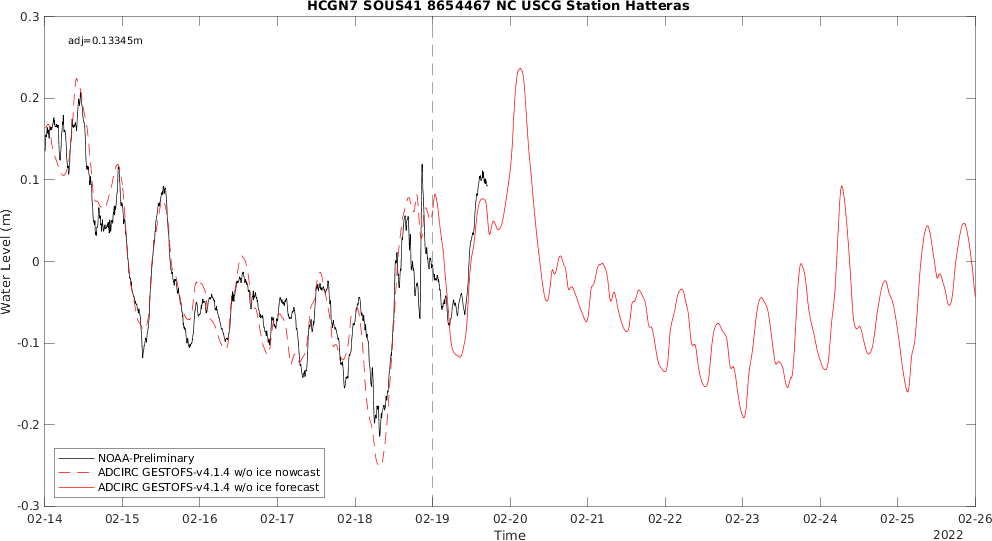 HCGN7 SOUS41 8654467 NC USCG Station Hatteras
adj=0.13345m
0.3
0.2
0.1
0
-0.1
-0.2
-0.3
Water Level (m)
NOAA-Preliminary
ADCIRC GESTOFS-v4.1.4 w/o ice nowcast
ADCIRC GESTOFS-v4.1.4 w/o ice forecast
02-14 02-15 02-16 02-17 02-18 02-19 02-20 02-21 02-22 02-23 02-24 02-25 02-26
Time
2022